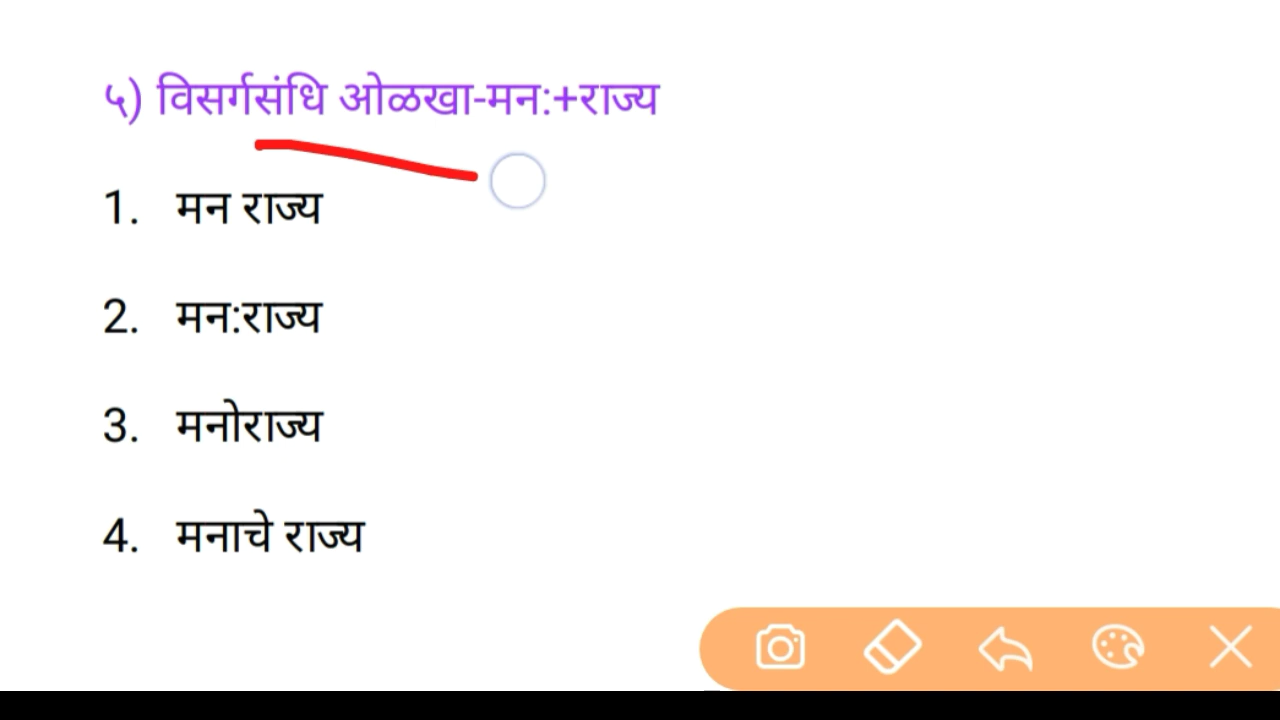 ५) विसर्गसंधि ओळखा-मन:+राज्य
1. मन राज्य
2. मन:राज्य
3. मनोराज्य
4. मनाचे राज्य